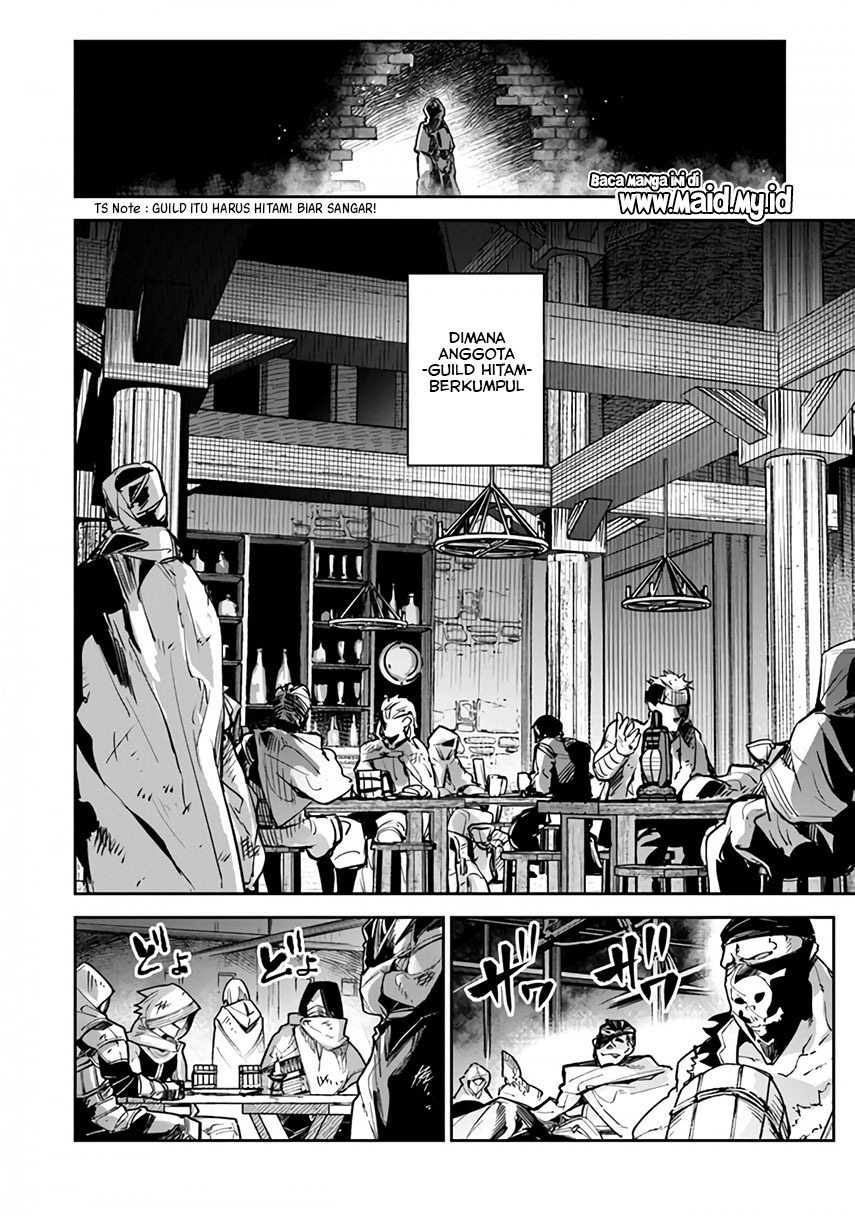 Baca Manga ini di
www.Maid.My.id
TS Note : GUILD ITU HARUS HITAM! BIAR SANGAR!
DIMANA
ANGGOTA
-GUILD HITAM-
BERKUMPUL
どよ
どよ
ザワ
ザワ